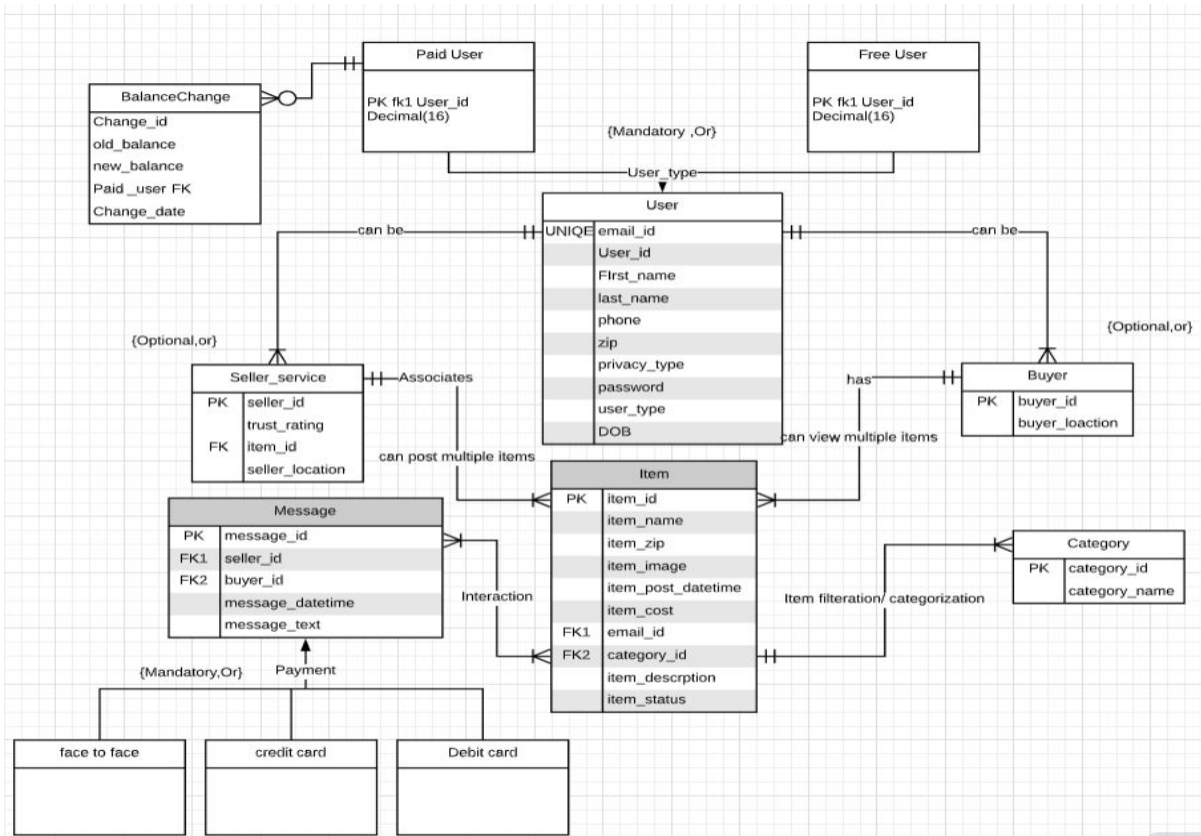 Paid User
PK fk1 User_id
Decimal(16)
Free User
PK fk1 User_id
Decimal(16)
BalanceChange
Change_id
old_balance
new_balance
Paid _user FK
Change_date
{Mandatory ,Or}
User_type
User
UNIQE email_id
User_id
FIrst_name
last_name
phone
zip
privacy_type
password
user_type
DOB
can be
can be
{Optional,or}
{Optional,or}
Seller_service
PK seller_id
trust_rating
FK item_id
seller_location
Associates
can post multiple items
has
can view multiple items
Buyer
PK buyer_id
buyer_loaction
Item
PK item_id
item_name
item_zip
item_image
item_post_datetime
item_cost
FK1 email_id
FK2 category_id
item_descrption
item_status
Message
PK message_id
FK1 seller_id
FK2 buyer_id
message_datetime
message_text
Interaction
Item filteration/ categorization
Category
PK category_id
category_name
{Mandatory,Or}
Payment
face to face
credit card
Debit card